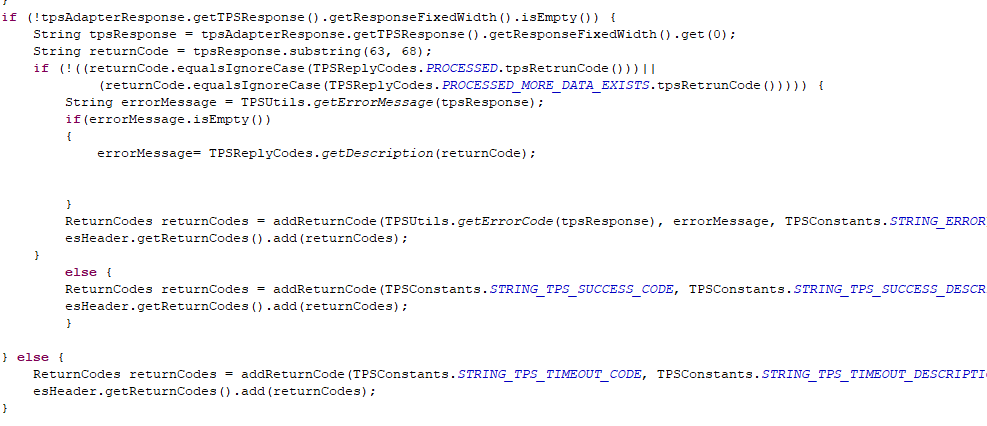 }
if (!tpsAdapterResponse.getTPSResponse().getResponseFixedWidth().isEmpty()) {
String tpsResponse = tpsAdapterResponse.getTPSResponse().getResponseFixedWidth().get(0);
String returnCode = tpsResponse.substring(63, 68);
if (!((returnCode.equalsIgnoreCase(TPSReplyCodes.PROCESSED.tpsRetrunCode()))||
(returnCode.equalsIgnoreCase(TPSReplyCodes.PROCESSED_MORE_DATA_EXISTS.tpsRetrunCode())))) {
String errorMessage = TPSUtils.getErrorMessage(tpsResponse);
if(errorMessage.isEmpty())
{
errorMessage= TPSReplyCodes.getDescription(returnCode);
}
ReturnCodes returnCodes = addReturnCode(TPSUtils.getErrorCode(tpsResponse), errorMessage, TPSConstants.STRING_ERROR
esHeader.getReturnCodes().add(returnCodes);
}
else {
ReturnCodes returnCodes = addReturnCode(TPSConstants.STRING_TPS_SUCCESS_CODE, TPSConstants.STRING_TPS_SUCCESS_DESCR
esHeader.getReturnCodes().add(returnCodes);
}
} else {
ReturnCodes returnCodes = addReturnCode(TPSConstants.STRING_TPS_TIMEOUT_CODE, TPSConstants.STRING_TPS_TIMEOUT_DESCRIPTI
esHeader.getReturnCodes().add(returnCodes);
}